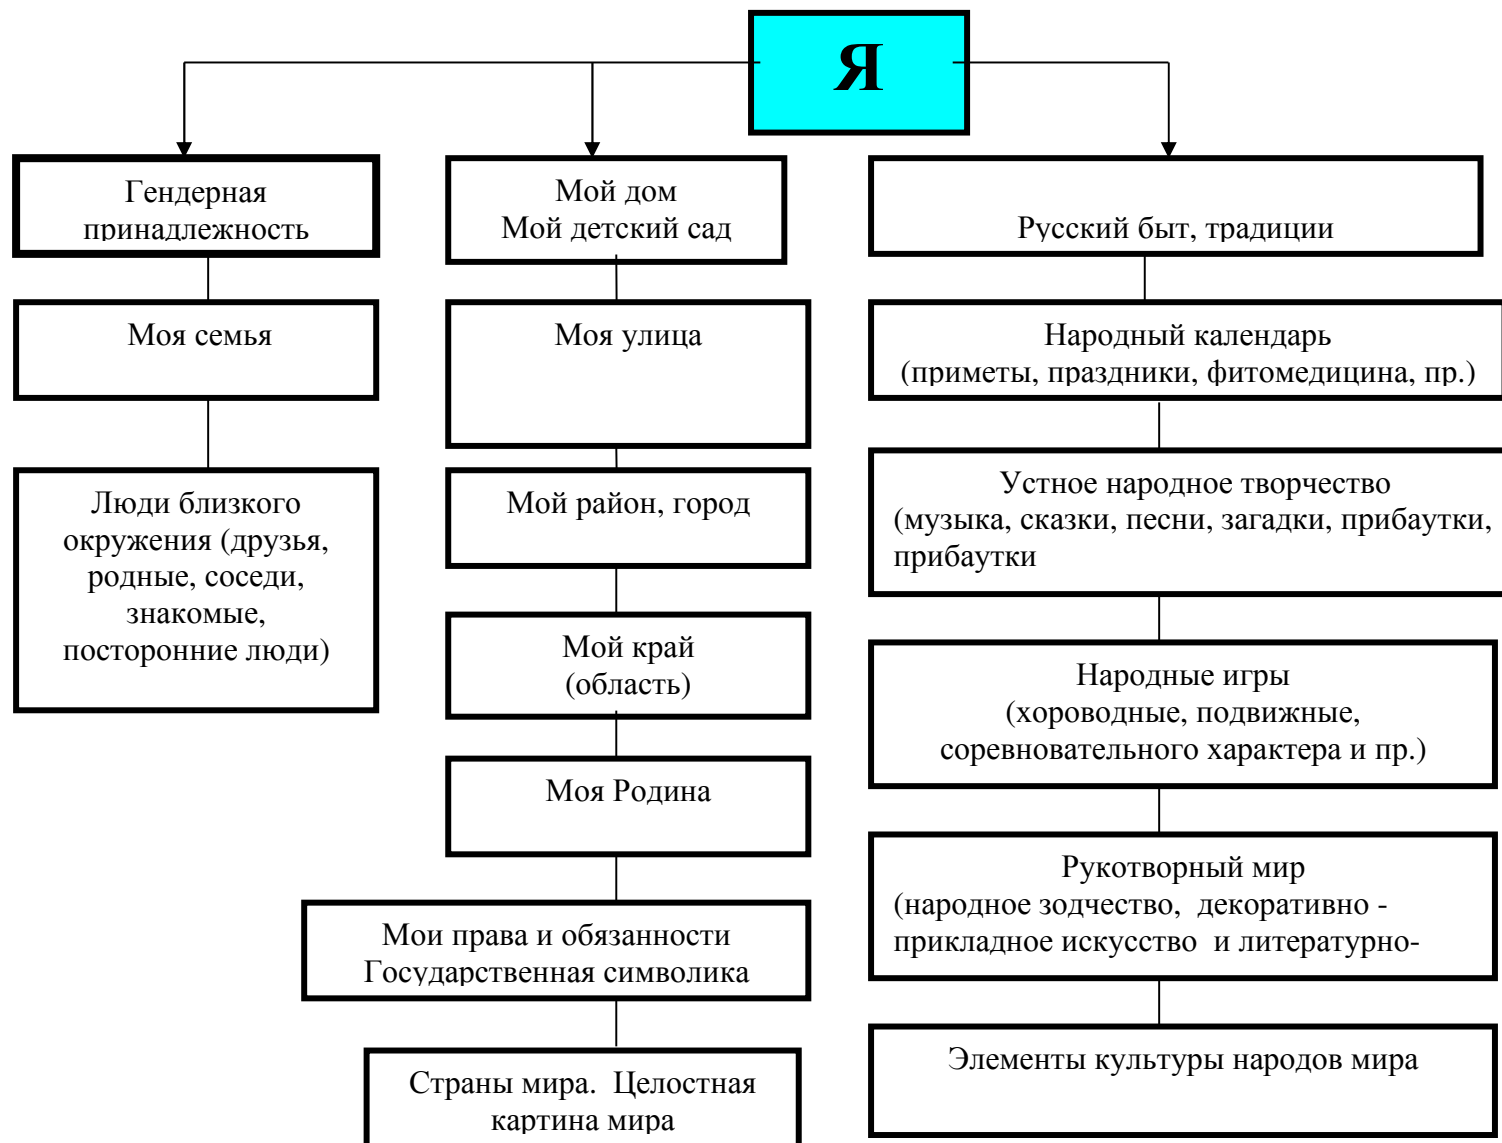 Я
Гендерная
принадлежность
Моя семья
Люди близкого
окружения (друзья,
родные, соседи,
знакомые,
посторонние люди)
Мой дом
Мой детский сад
Моя улица
Мой район, город
Мой край
(область)
Моя Родина
Мои права и обязанности
Государственная символика
Страны мира. Целостная
картина мира
Русский быт, традиции
Народный календарь
(приметы, праздники, фитомедицина, пр.)
Устное народное творчество
(музыка, сказки, песни, загадки, прибаутки,
прибаутки
Народные игры
(хороводные, подвижные,
соревновательного характера и пр.)
Рукотворный мир
(народное зодчество, декоративно -
прикладное искусство и литературно-
Элементы культуры народов мира